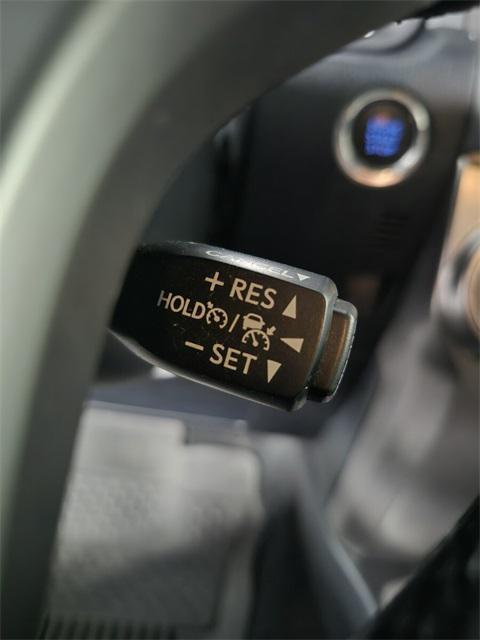 CANCEL▼
+ RES ▲
HOLD / ◀
− SET ▼